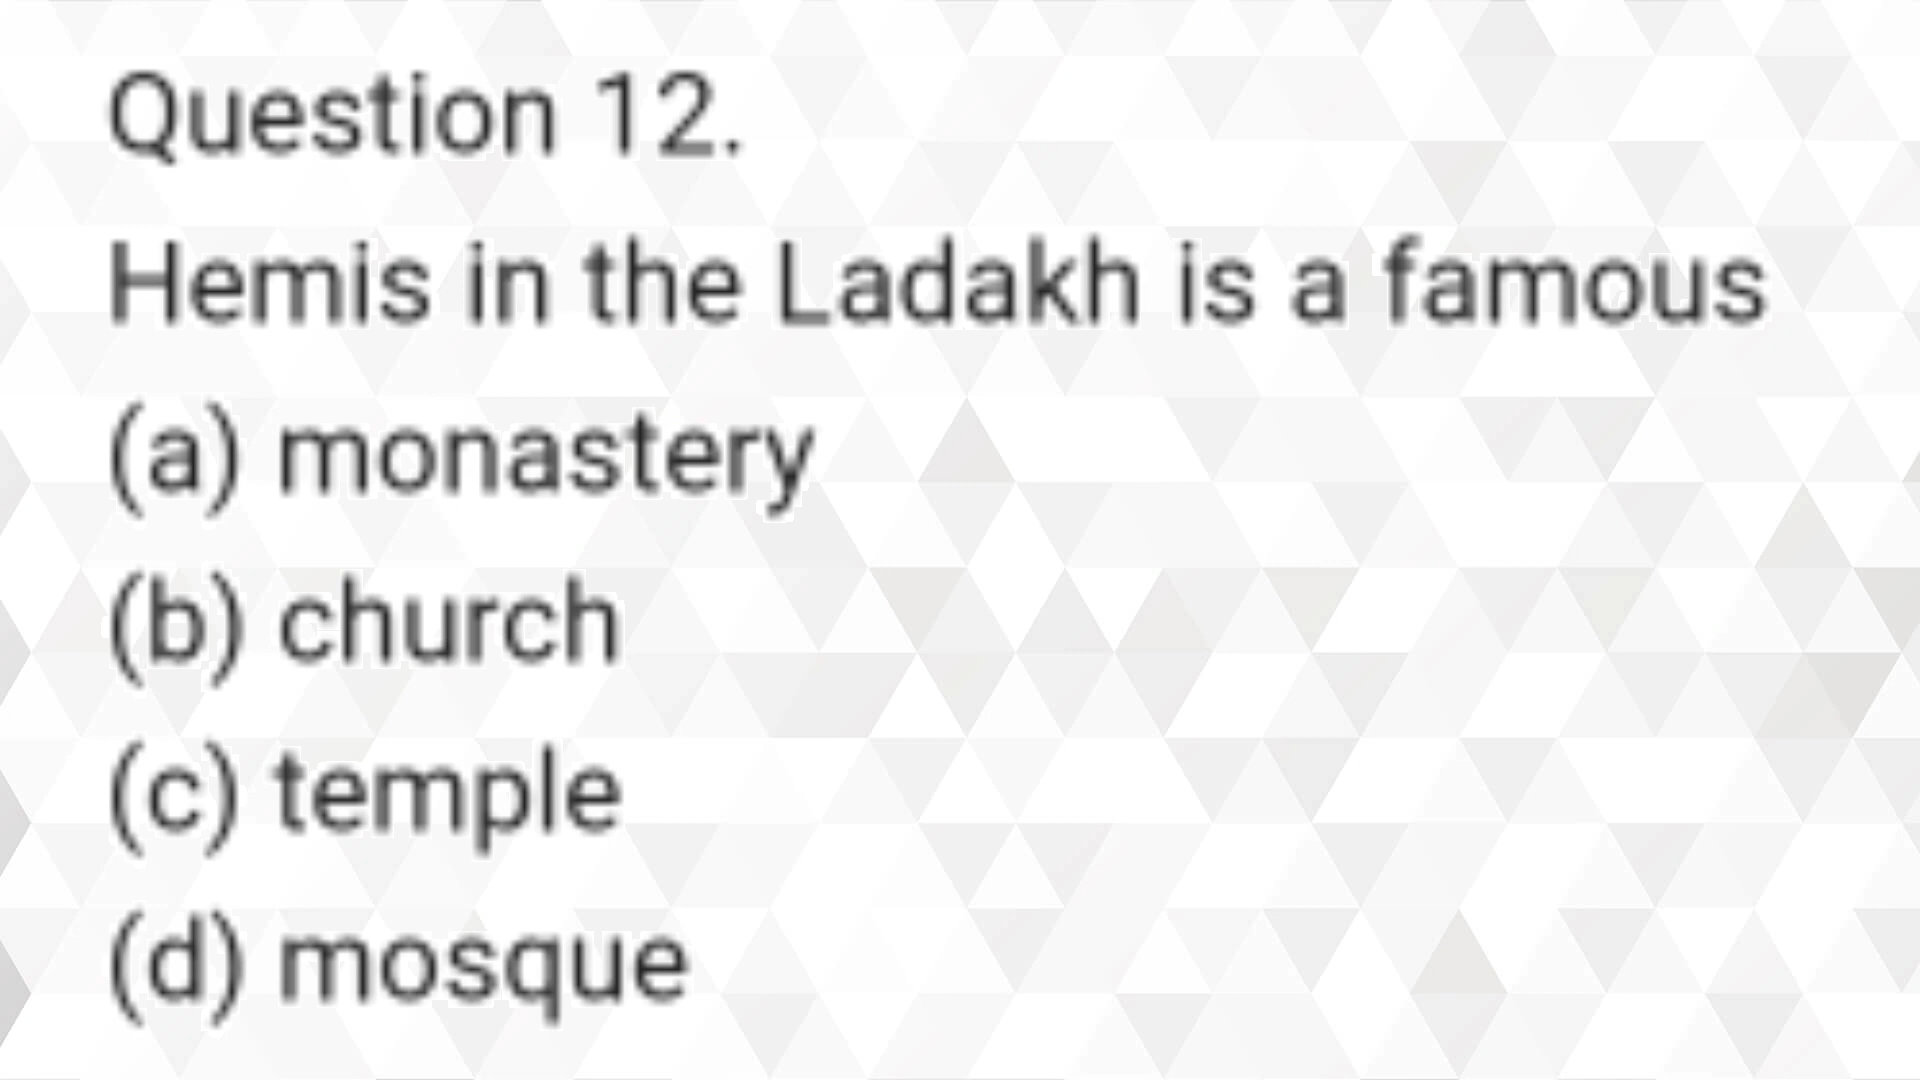 Question 12.
Hemis in the Ladakh is a famous
(a) monastery
(b) church
(c) temple
(d) mosque